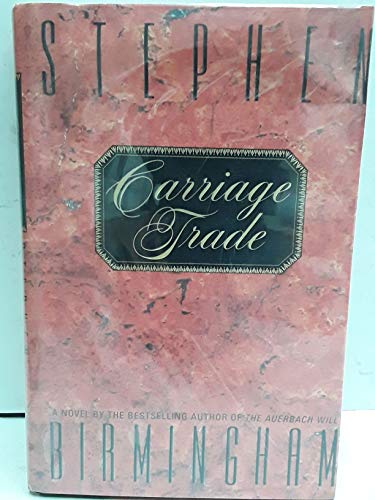 STEPHEN
Carriage
Trade
A NOVEL BY THE BESTSELLING AUTHOR OF THE AUERBACH WILL
BIRMINGHAM